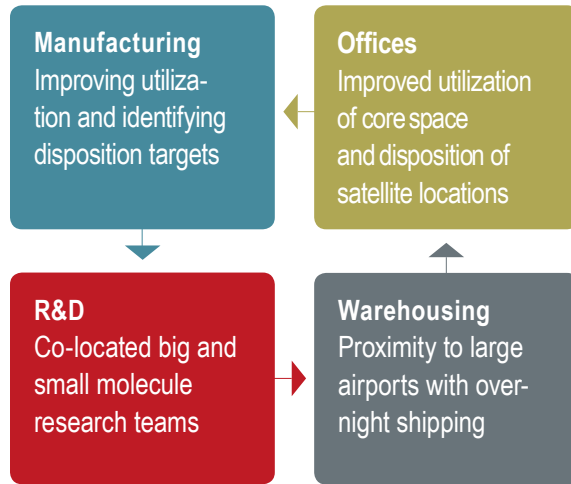 Manufacturing
Improving utiliza-
tion and identifying
disposition targets
Offices
Improved utilization
of core space
and disposition of
satellite locations
R&D
Co-located big and
small molecule
research teams
Warehousing
Proximity to large
airports with over-
night shipping